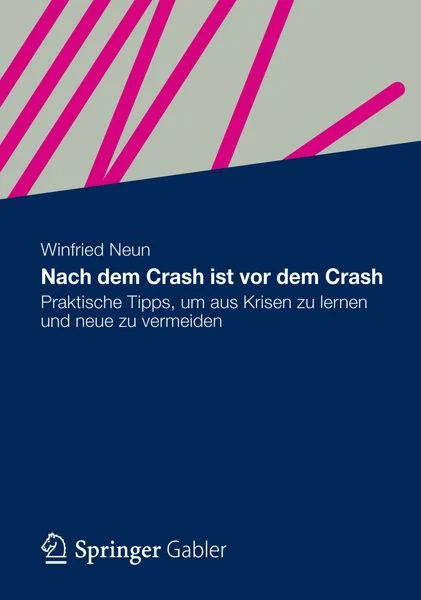 Winfried Neun
Nach dem Crash ist vor dem Crash
Praktische Tipps, um aus Krisen zu lernen
und neue zu vermeiden
Springer Gabler